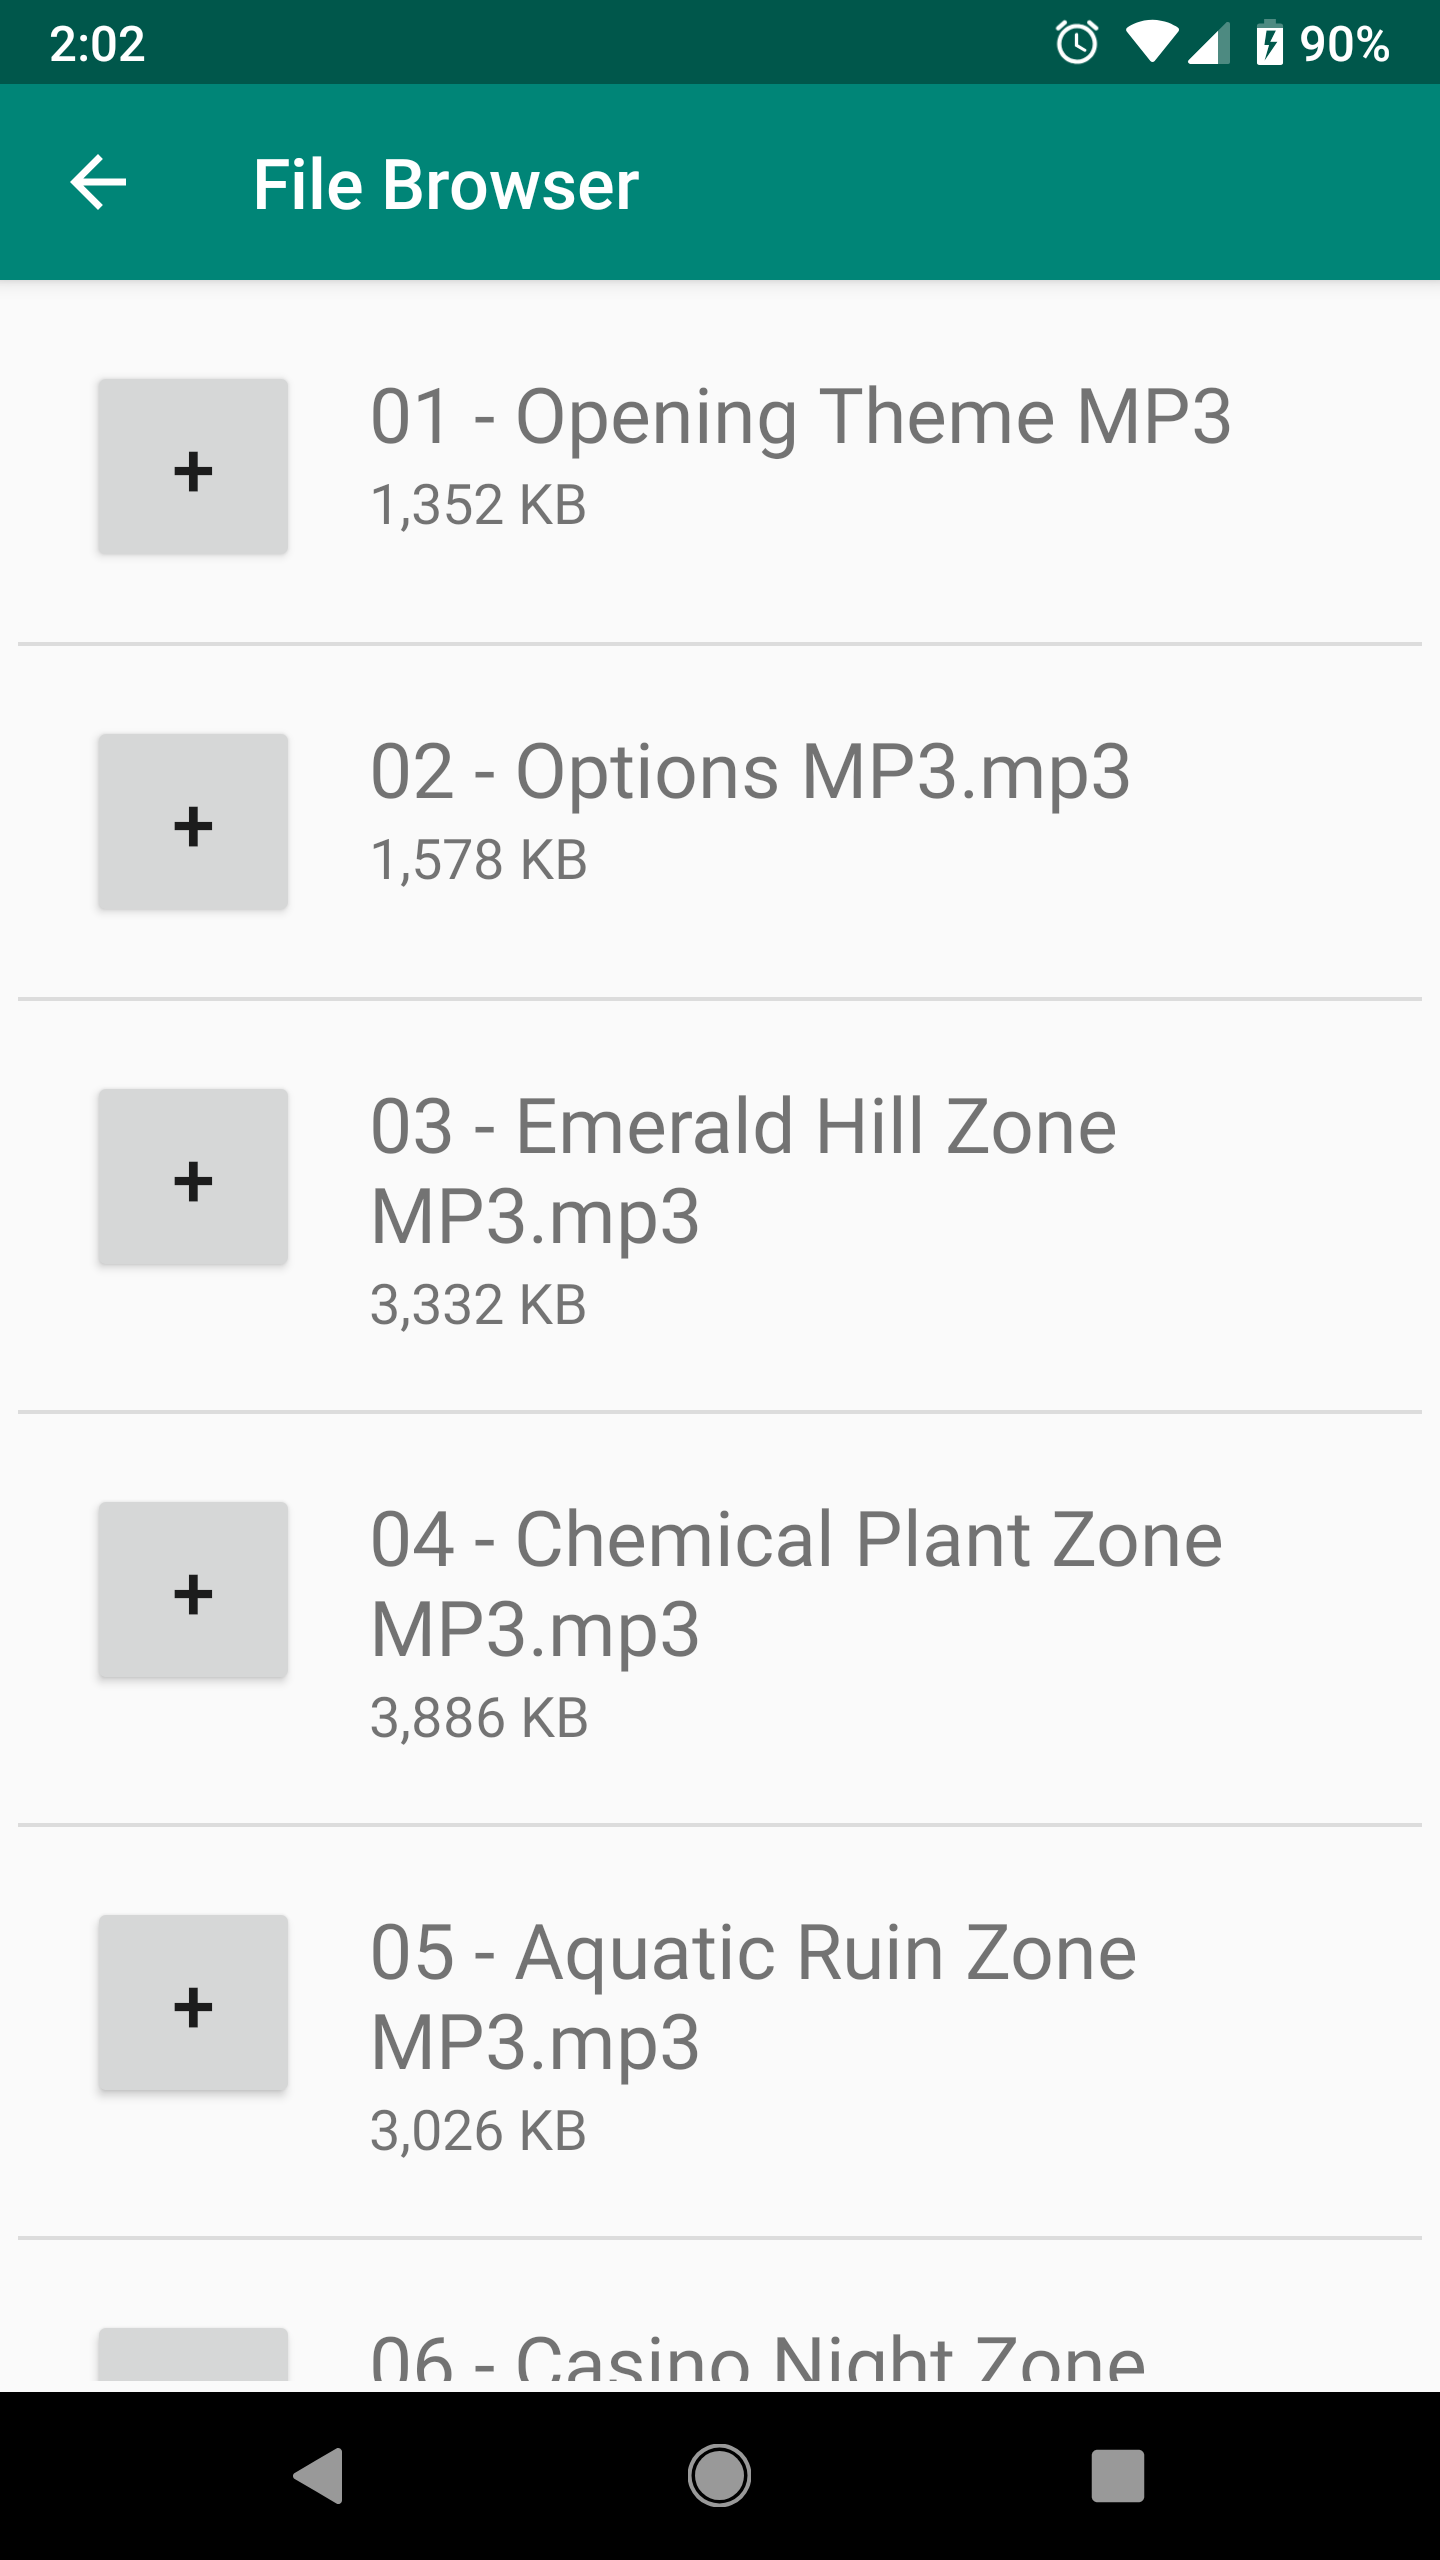 2:02
90%
File Browser
+
01 - Opening Theme MP3
1,352 KB
+
02 - Options MP3.mp3
1,578 KB
+
03 - Emerald Hill Zone
MP3.mp3
3,332 KB
+
04 - Chemical Plant Zone
MP3.mp3
3,886 KB
+
05 - Aquatic Ruin Zone
MP3.mp3
3,026 KB
06 - Casino Night Zone